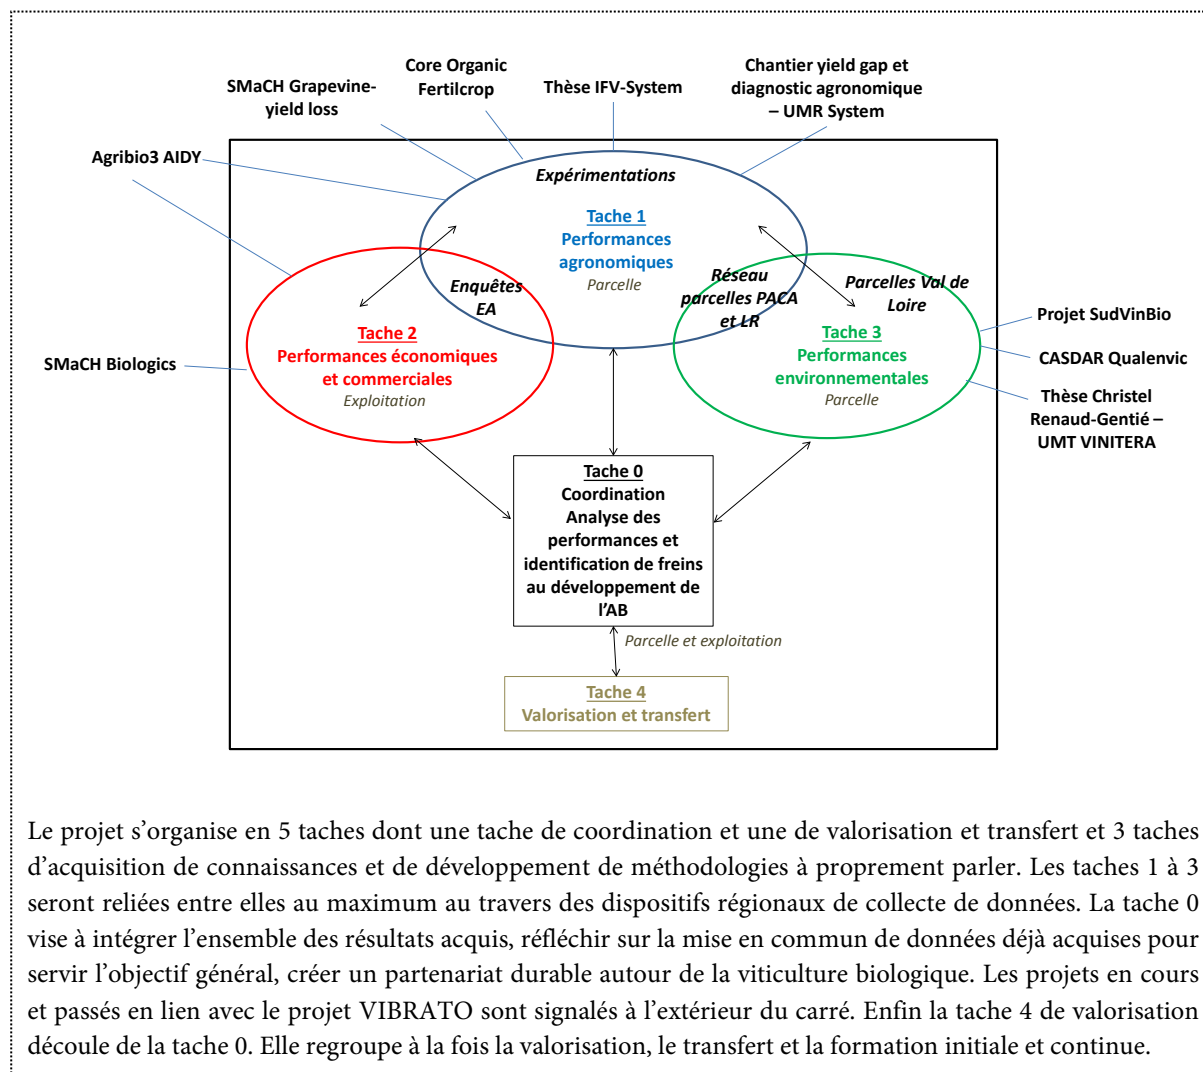 Chantier yield gap et
diagnostic agronomique
– UMR System
Core Organic
Fertilcrop
SMaCH Grapevine-
yield loss
Thèse IFV-System
Agribio3 AIDY
Expérimentations
Tache 1
Performances
agronomiques
Parcelle
Enquêtes
EA
Réseau
parcelles PACA
et LR
Parcelles Val de
Loire
Tache 2
Performances économiques
et commerciales
Exploitation
Tache 3
Performances
environnementales
Parcelle
SMaCH Biologics
Projet SudVinBio
CASDAR Qualenvic
Thèse Christel
Renaud-Gentié –
UMT VINITERA
Tache 0
Coordination
Analyse des
performances et
identification de freins
au développement de
l’AB
Parcelle et exploitation
Tache 4
Valorisation et transfert
Le projet s’organise en 5 taches dont une tache de coordination et une de valorisation et transfert et 3 taches
d’acquisition de connaissances et de développement de méthodologies à proprement parler. Les taches 1 à 3
seront reliées entre elles au maximum au travers des dispositifs régionaux de collecte de données. La tache 0
vise à intégrer l’ensemble des résultats acquis, réfléchir sur la mise en commun de données déjà acquises pour
servir l’objectif général, créer un partenariat durable autour de la viticulture biologique. Les projets en cours
et passés en lien avec le projet VIBRATO sont signalés à l’extérieur du carré. Enfin la tache 4 de valorisation
découle de la tache 0. Elle regroupe à la fois la valorisation, le transfert et la formation initiale et continue.